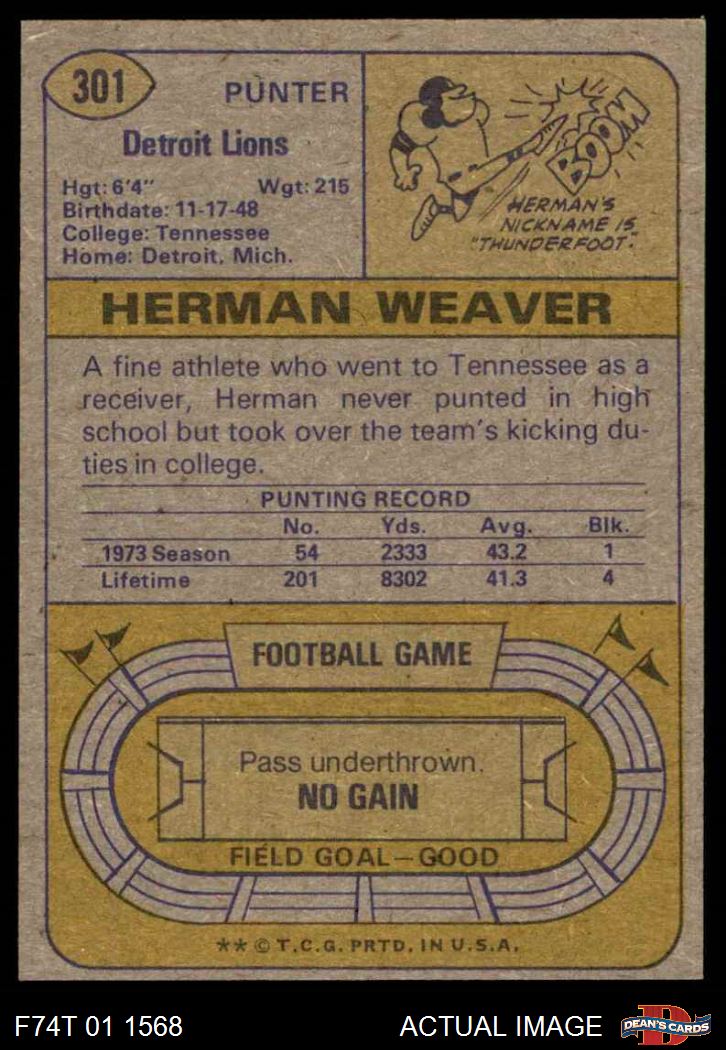 301
PUNTER
Detroit Lions
Hgt: 6'4" Wgt: 215
Birthdate: 11-17-48
College: Tennessee
Home: Detroit, Mich.
BOOM
HERMAN'S
NICKNAME IS
"THUNDERFOOT".
HERMAN WEAVER
A fine athlete who went to Tennessee as a
receiver, Herman never punted in high
school but took over the team's kicking du-
ties in college.
PUNTING RECORD
No. Yds. Avg. Blk.
1973 Season 54 2333 43.2 1
Lifetime 201 8302 41.3 4
FOOTBALL GAME
Pass underthrown.
NO GAIN
FIELD GOAL—GOOD
** © T.C.G. PRTD. IN U.S.A.
F74T 01 1568 ACTUAL IMAGE
D
DEAN'S CARDS